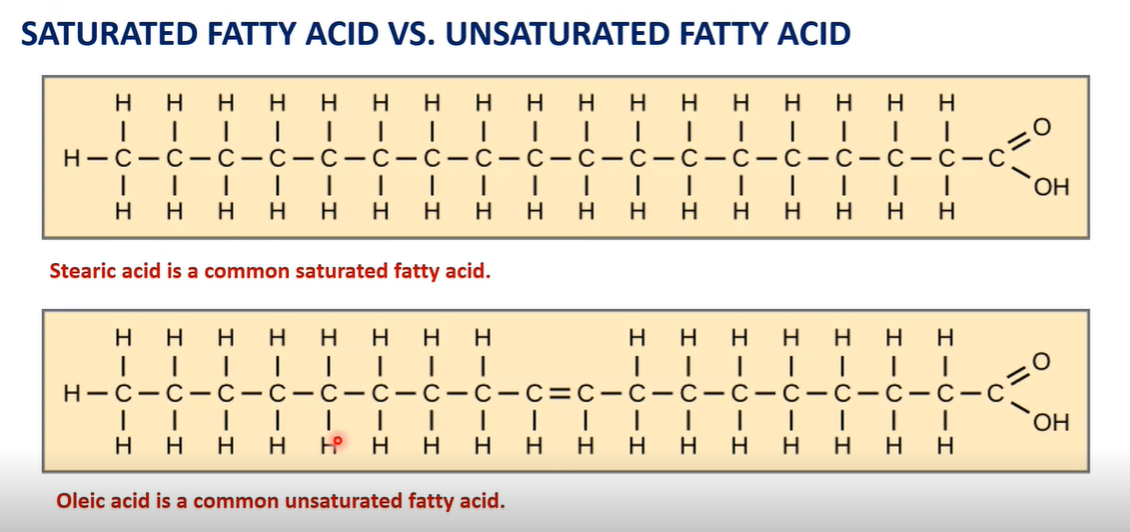 SATURATED FATTY ACID VS. UNSATURATED FATTY ACID
H H H H H H H H H H H H H H H H H
O
H-C-C-C-C-C-C-C-C-C-C-C-C-C-C-C-C-C-C
OH
H H H H H H H H H H H H H H H H H
Stearic acid is a common saturated fatty acid.
H H H H H H H H H H H H H H H
O
H-C-C-C-C-C-C-C-C-C=C-C-C-C-C-C-C-C-C
OH
H H H H H H H H H H H H H H H H H
Oleic acid is a common unsaturated fatty acid.